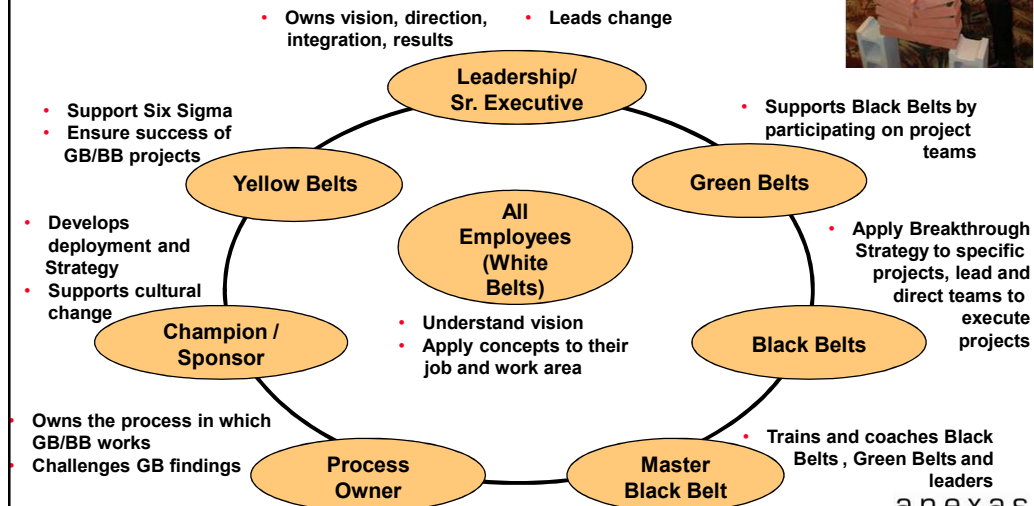 • Owns vision, direction,
integration, results
• Leads change
Leadership/
Sr. Executive
• Support Six Sigma
• Ensure success of
GB/BB projects
Yellow Belts
• Supports Black Belts by
participating on project
teams
Green Belts
All
Employees
(White
Belts)
• Understand vision
• Apply concepts to their
job and work area
• Develops
deployment and
Strategy
• Supports cultural
change
Champion /
Sponsor
• Apply Breakthrough
Strategy to specific
projects, lead and
direct teams to
execute
projects
Black Belts
• Owns the process in which
GB/BB works
• Challenges GB findings
Process
Owner
Master
Black Belt
• Trains and coaches Black
Belts , Green Belts and
leaders
anexas